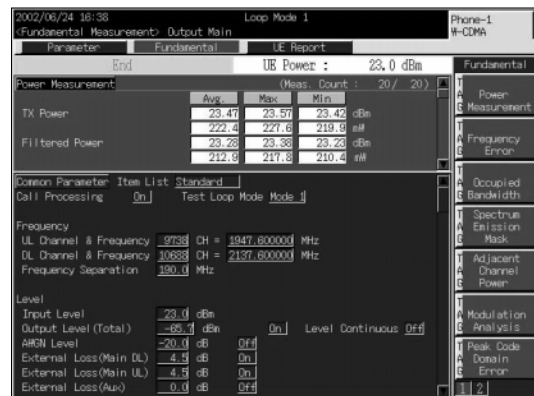 2002/06/24 16:38 Loop Mode 1
<Fundamental Measurement> Output Main
Phone-1
W-CDMA
Parameter Fundamental UE Report
End UE Power : 23.0 dBm
Fundamental
Power Measurement (Meas. Count : 20/ 20)
Avg. Max Min
TX Power 23.47 23.57 23.42 dBm
222.4 227.6 219.9 mW
Filtered Power 23.28 23.38 23.23 dBm
212.9 217.8 210.4 mW
Common Parameter Item List Standard
Call Processing On Test Loop Mode Mode 1
Frequency
UL Channel & Frequency 9738 CH = 1947.600000 MHz
DL Channel & Frequency 10688 CH = 2137.600000 MHz
Frequency Separation 190.0 MHz
Level
Input Level 23.0 dBm
Output Level(Total) -65.7 dBm On Level Continuous Off
AWGN Level -20.0 dB Off
External Loss(Main DL) 4.5 dB On
External Loss(Main UL) 4.5 dB On
External Loss(Aux) 0.0 dB Off
TAG Power Measurement
TAG Frequency Error
TAG Occupied Bandwidth
TAG Spectrum Emission Mask
TAG Adjacent Channel Power
TAG Modulation Analysis
TAG Peak Code Domain Error
1 2